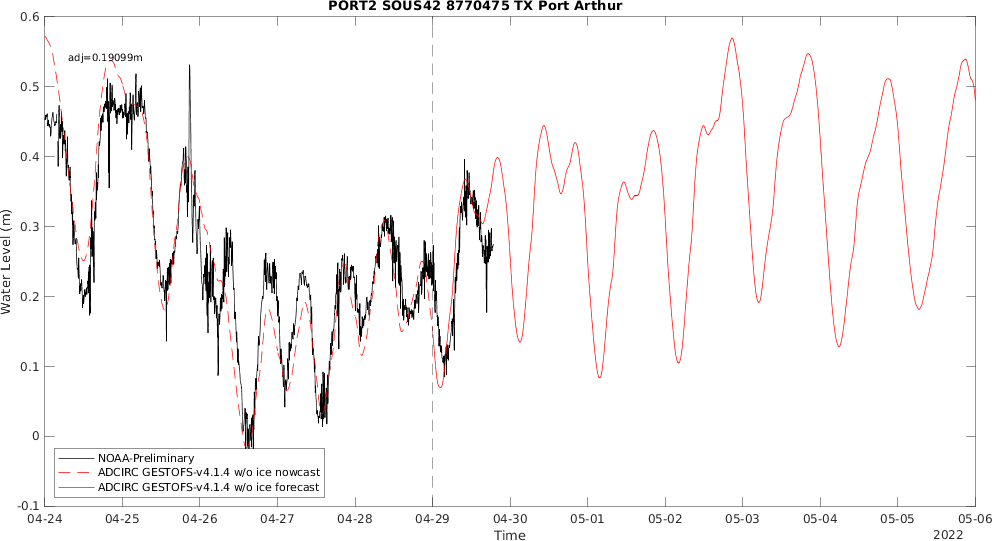 PORT2 SOUS42 8770475 TX Port Arthur
0.6
adj=0.19099m
0.5
0.4
0.3
0.2
0.1
0
-0.1
Water Level (m)
NOAA-Preliminary
ADCIRC GESTOFS-v4.1.4 w/o ice nowcast
ADCIRC GESTOFS-v4.1.4 w/o ice forecast
04-24 04-25 04-26 04-27 04-28 04-29 04-30 05-01 05-02 05-03 05-04 05-05 05-06
Time
2022